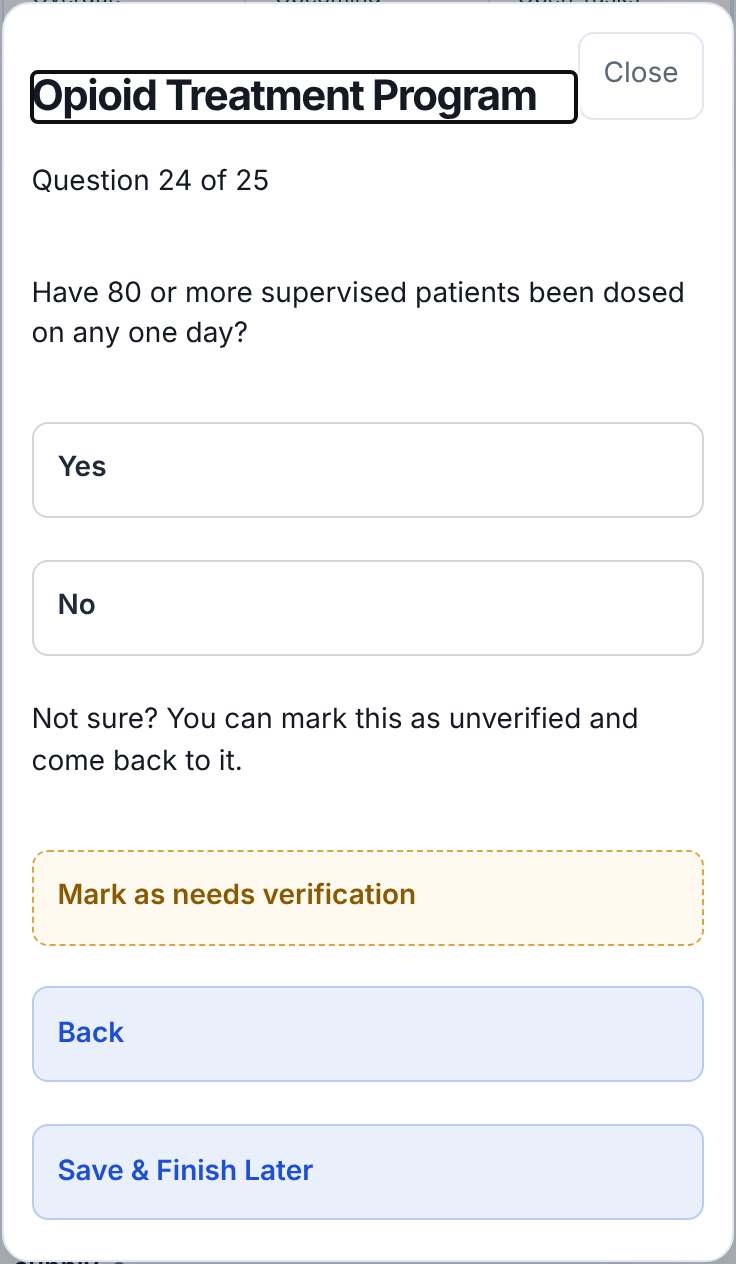 Close
Opioid Treatment Program
Question 24 of 25
Have 80 or more supervised patients been dosed
on any one day?
Yes
No
Not sure? You can mark this as unverified and
come back to it.
Mark as needs verification
Back
Save & Finish Later